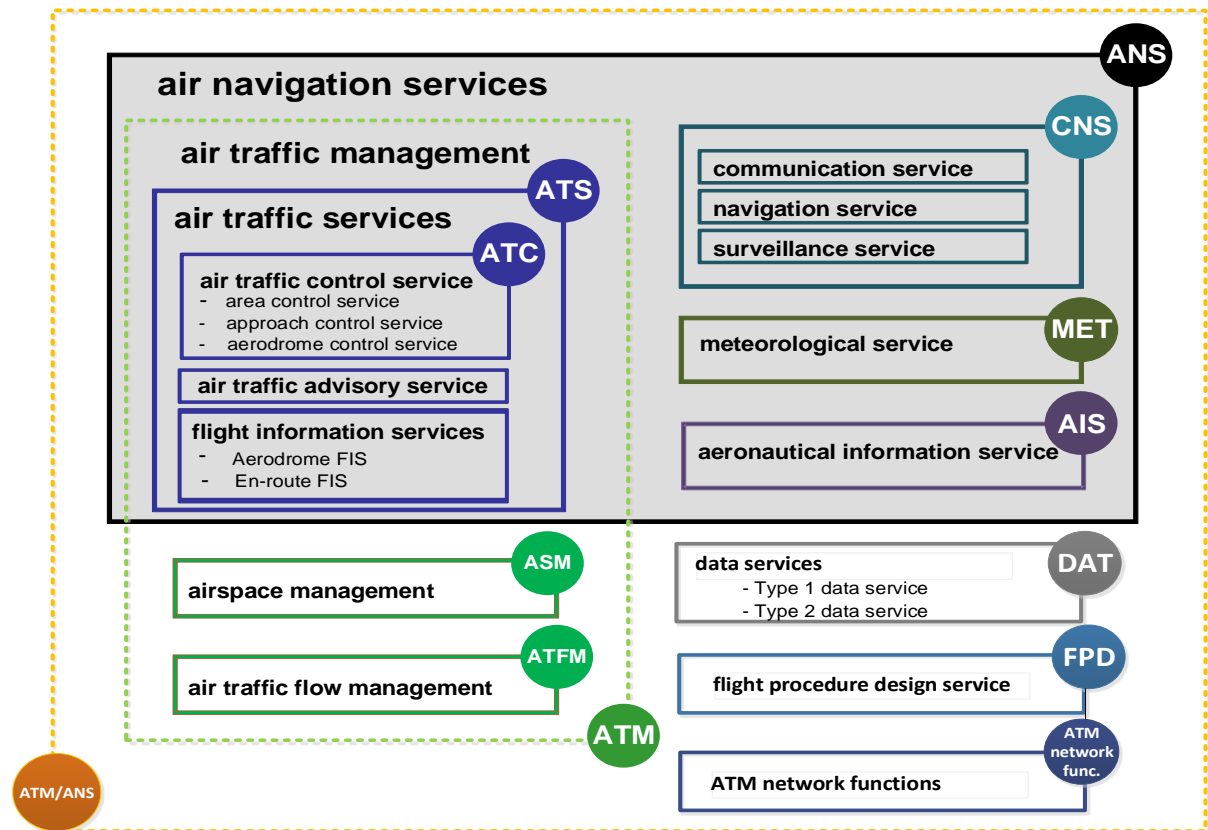 ANS
air navigation services
air traffic management
ATS
air traffic services
ATC
air traffic control service
- area control service
- approach control service
- aerodrome control service
air traffic advisory service
flight information services
- Aerodrome FIS
- En-route FIS
CNS
communication service
navigation service
surveillance service
MET
meteorological service
AIS
aeronautical information service
ASM
airspace management
ATFM
air traffic flow management
ATM
DAT
data services
- Type 1 data service
- Type 2 data service
FPD
flight procedure design service
ATM
network
func.
ATM network functions
ATM/ANS